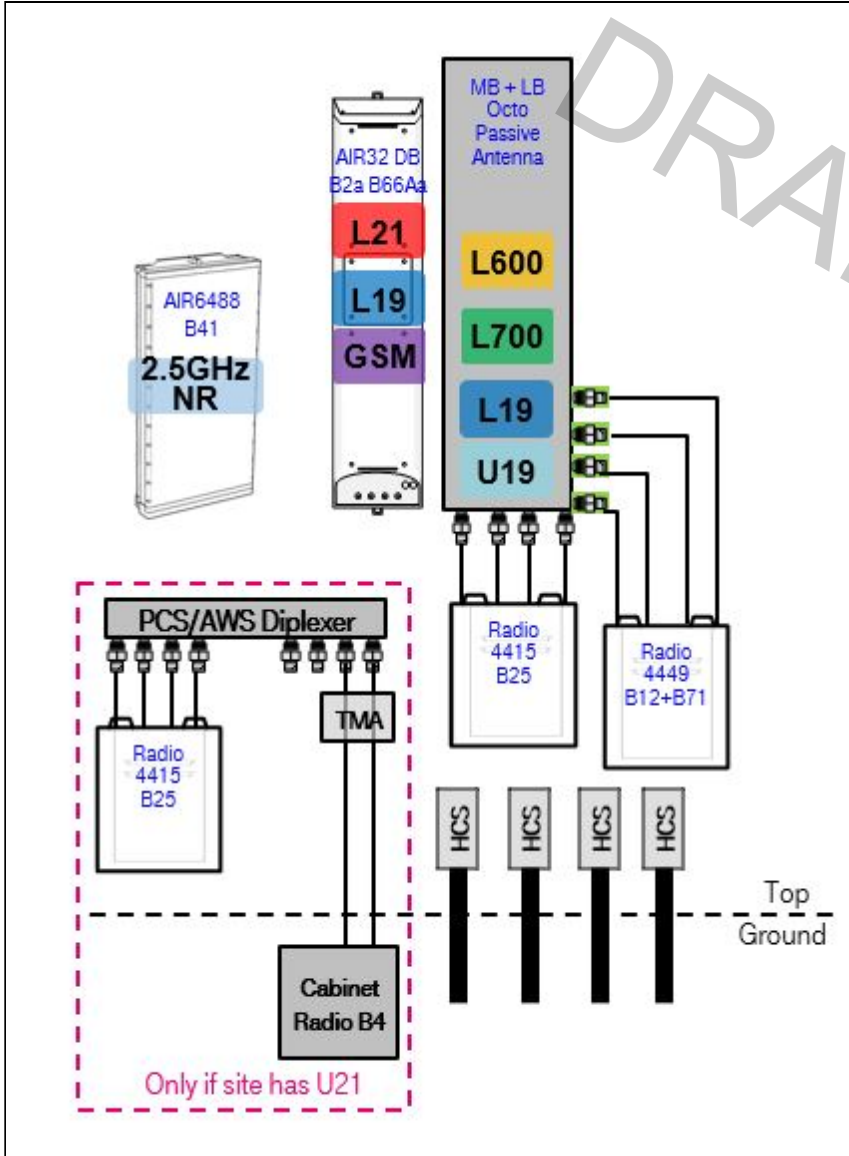 DRA
MB + LB
Octo
Passive
Antenna
AIR32 DB
B2a B66Aa
L21
L19
GSM
L600
L700
L19
U19
AIR6488
B41
2.5GHz
NR
PCS/AWS Diplexer
TMA
Radio
4415
B25
Radio
4415
B25
Radio
4449
B12+B71
HCS
HCS
HCS
HCS
Top
Ground
Cabinet
Radio B4
Only if site has U21